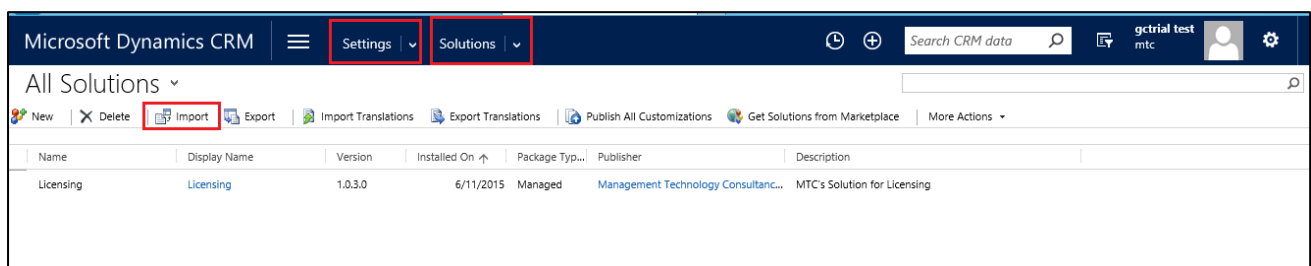 Microsoft Dynamics CRM Settings Solutions Search CRM data gctrial test
mtc
All Solutions
New Delete Import Export Import Translations Export Translations Publish All Customizations Get Solutions from Marketplace More Actions
Name Display Name Version Installed On Package Typ... Publisher Description
Licensing Licensing 1.0.3.0 6/11/2015 Managed Management Technology Consultanc... MTC's Solution for Licensing